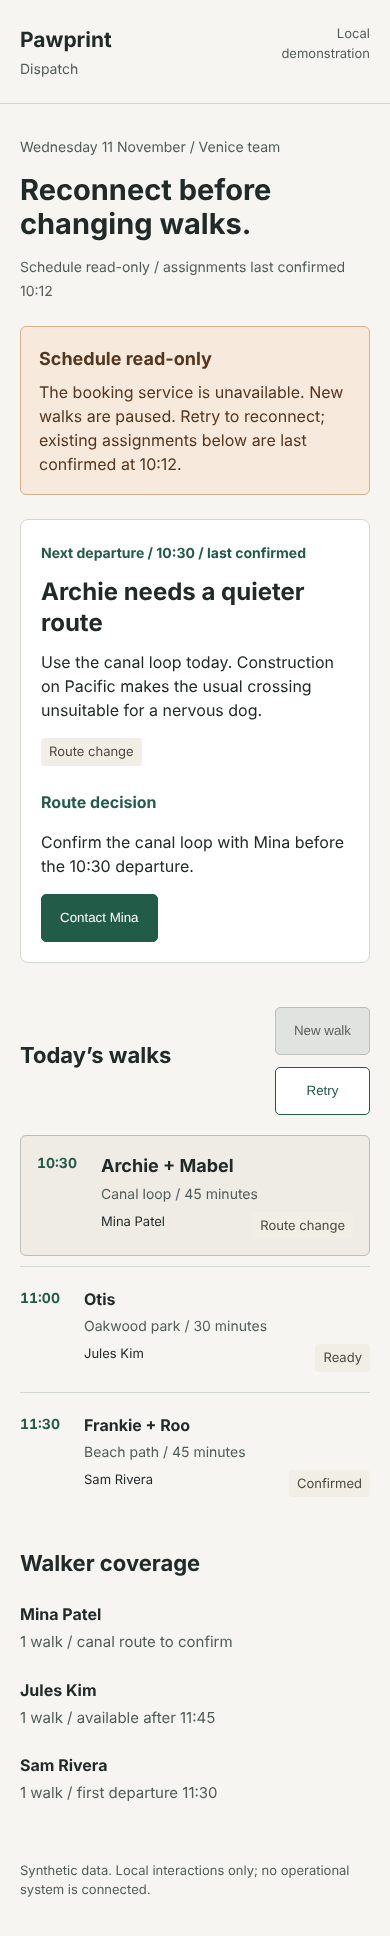 Pawprint
Dispatch
Local
demonstration
Wednesday 11 November / Venice team
Reconnect before
changing walks.
Schedule read-only / assignments last confirmed
10:12
Schedule read-only
The booking service is unavailable. New
walks are paused. Retry to reconnect;
existing assignments below are last
confirmed at 10:12.
Next departure / 10:30 / last confirmed
Archie needs a quieter
route
Use the canal loop today. Construction
on Pacific makes the usual crossing
unsuitable for a nervous dog.
Route change
Route decision
Confirm the canal loop with Mina before
the 10:30 departure.
Contact Mina
Today’s walks
New walk
Retry
10:30
Archie + Mabel
Canal loop / 45 minutes
Mina Patel
Route change
11:00
Otis
Oakwood park / 30 minutes
Jules Kim
Ready
11:30
Frankie + Roo
Beach path / 45 minutes
Sam Rivera
Confirmed
Walker coverage
Mina Patel
1 walk / canal route to confirm
Jules Kim
1 walk / available after 11:45
Sam Rivera
1 walk / first departure 11:30
Synthetic data. Local interactions only; no operational
system is connected.